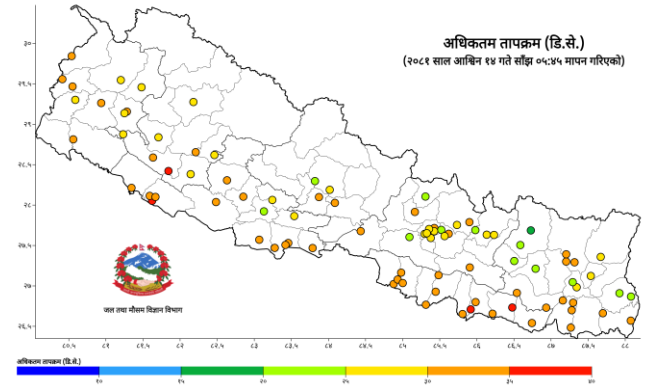 अधिकतम तापक्रम (डि.से.)
(२०८१ साल आश्विन १४ गते साँझ ०५:४५ मापन गरिएको)
३०
२९.५
२९
२८.५
२८
२७.५
२७
२६.५
जल तथा मौसम विज्ञान विभाग
८०.५ ८१ ८१.५ ८२ ८२.५ ८३ ८३.५ ८४ ८४.५ ८५ ८५.५ ८६ ८६.५ ८७ ८७.५ ८८
अधिकतम तापक्रम (डि.से.)
१० १५ २० २५ ३० ३५ ४०